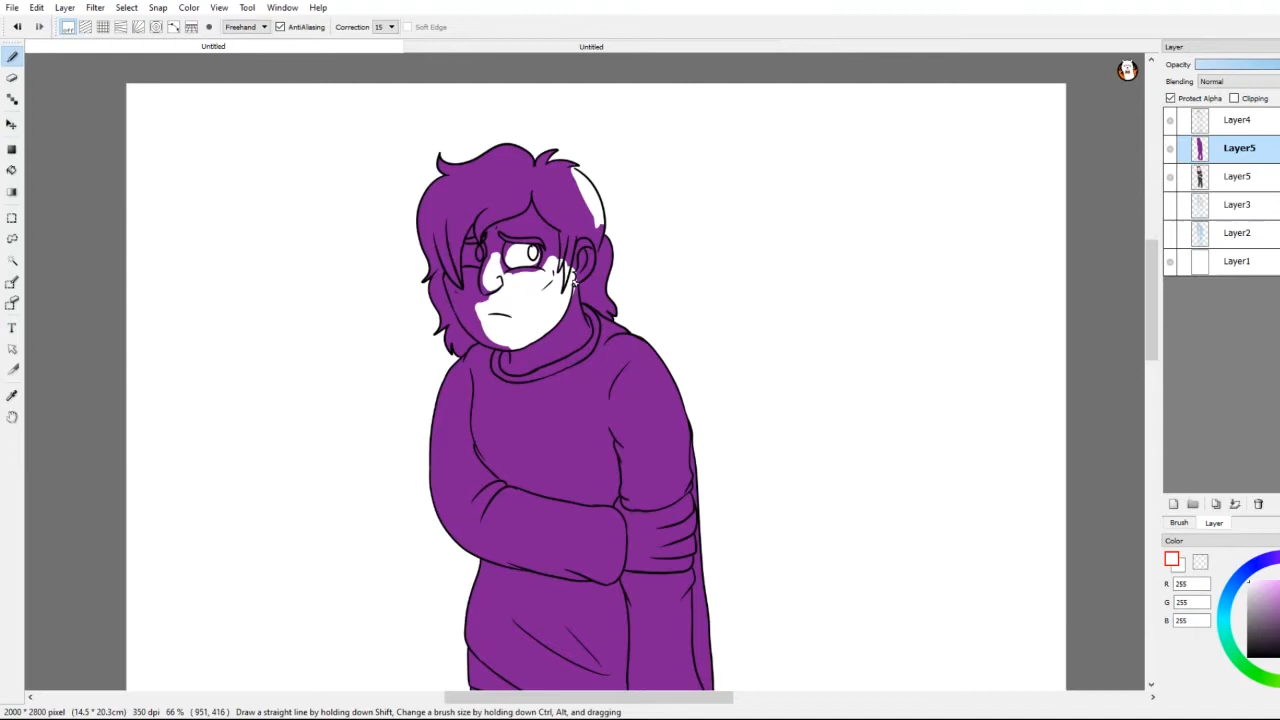 File Edit Layer Filter Select Snap Color View Tool Window Help
OFF Freehand AntiAliasing Correction 15 Soft Edge
Untitled Untitled
Layer
Opacity
Blending Normal
Protect Alpha Clipping
Layer4
Layer5
Layer5
Layer3
Layer2
Layer1
Brush Layer
Color
R 255
G 255
B 255
T
2000 * 2800 pixel (14.5 * 20.3cm) 350 dpi 66 % ( 951, 416 ) Draw a straight line by holding down Shift, Change a brush size by holding down Ctrl, Alt, and dragging